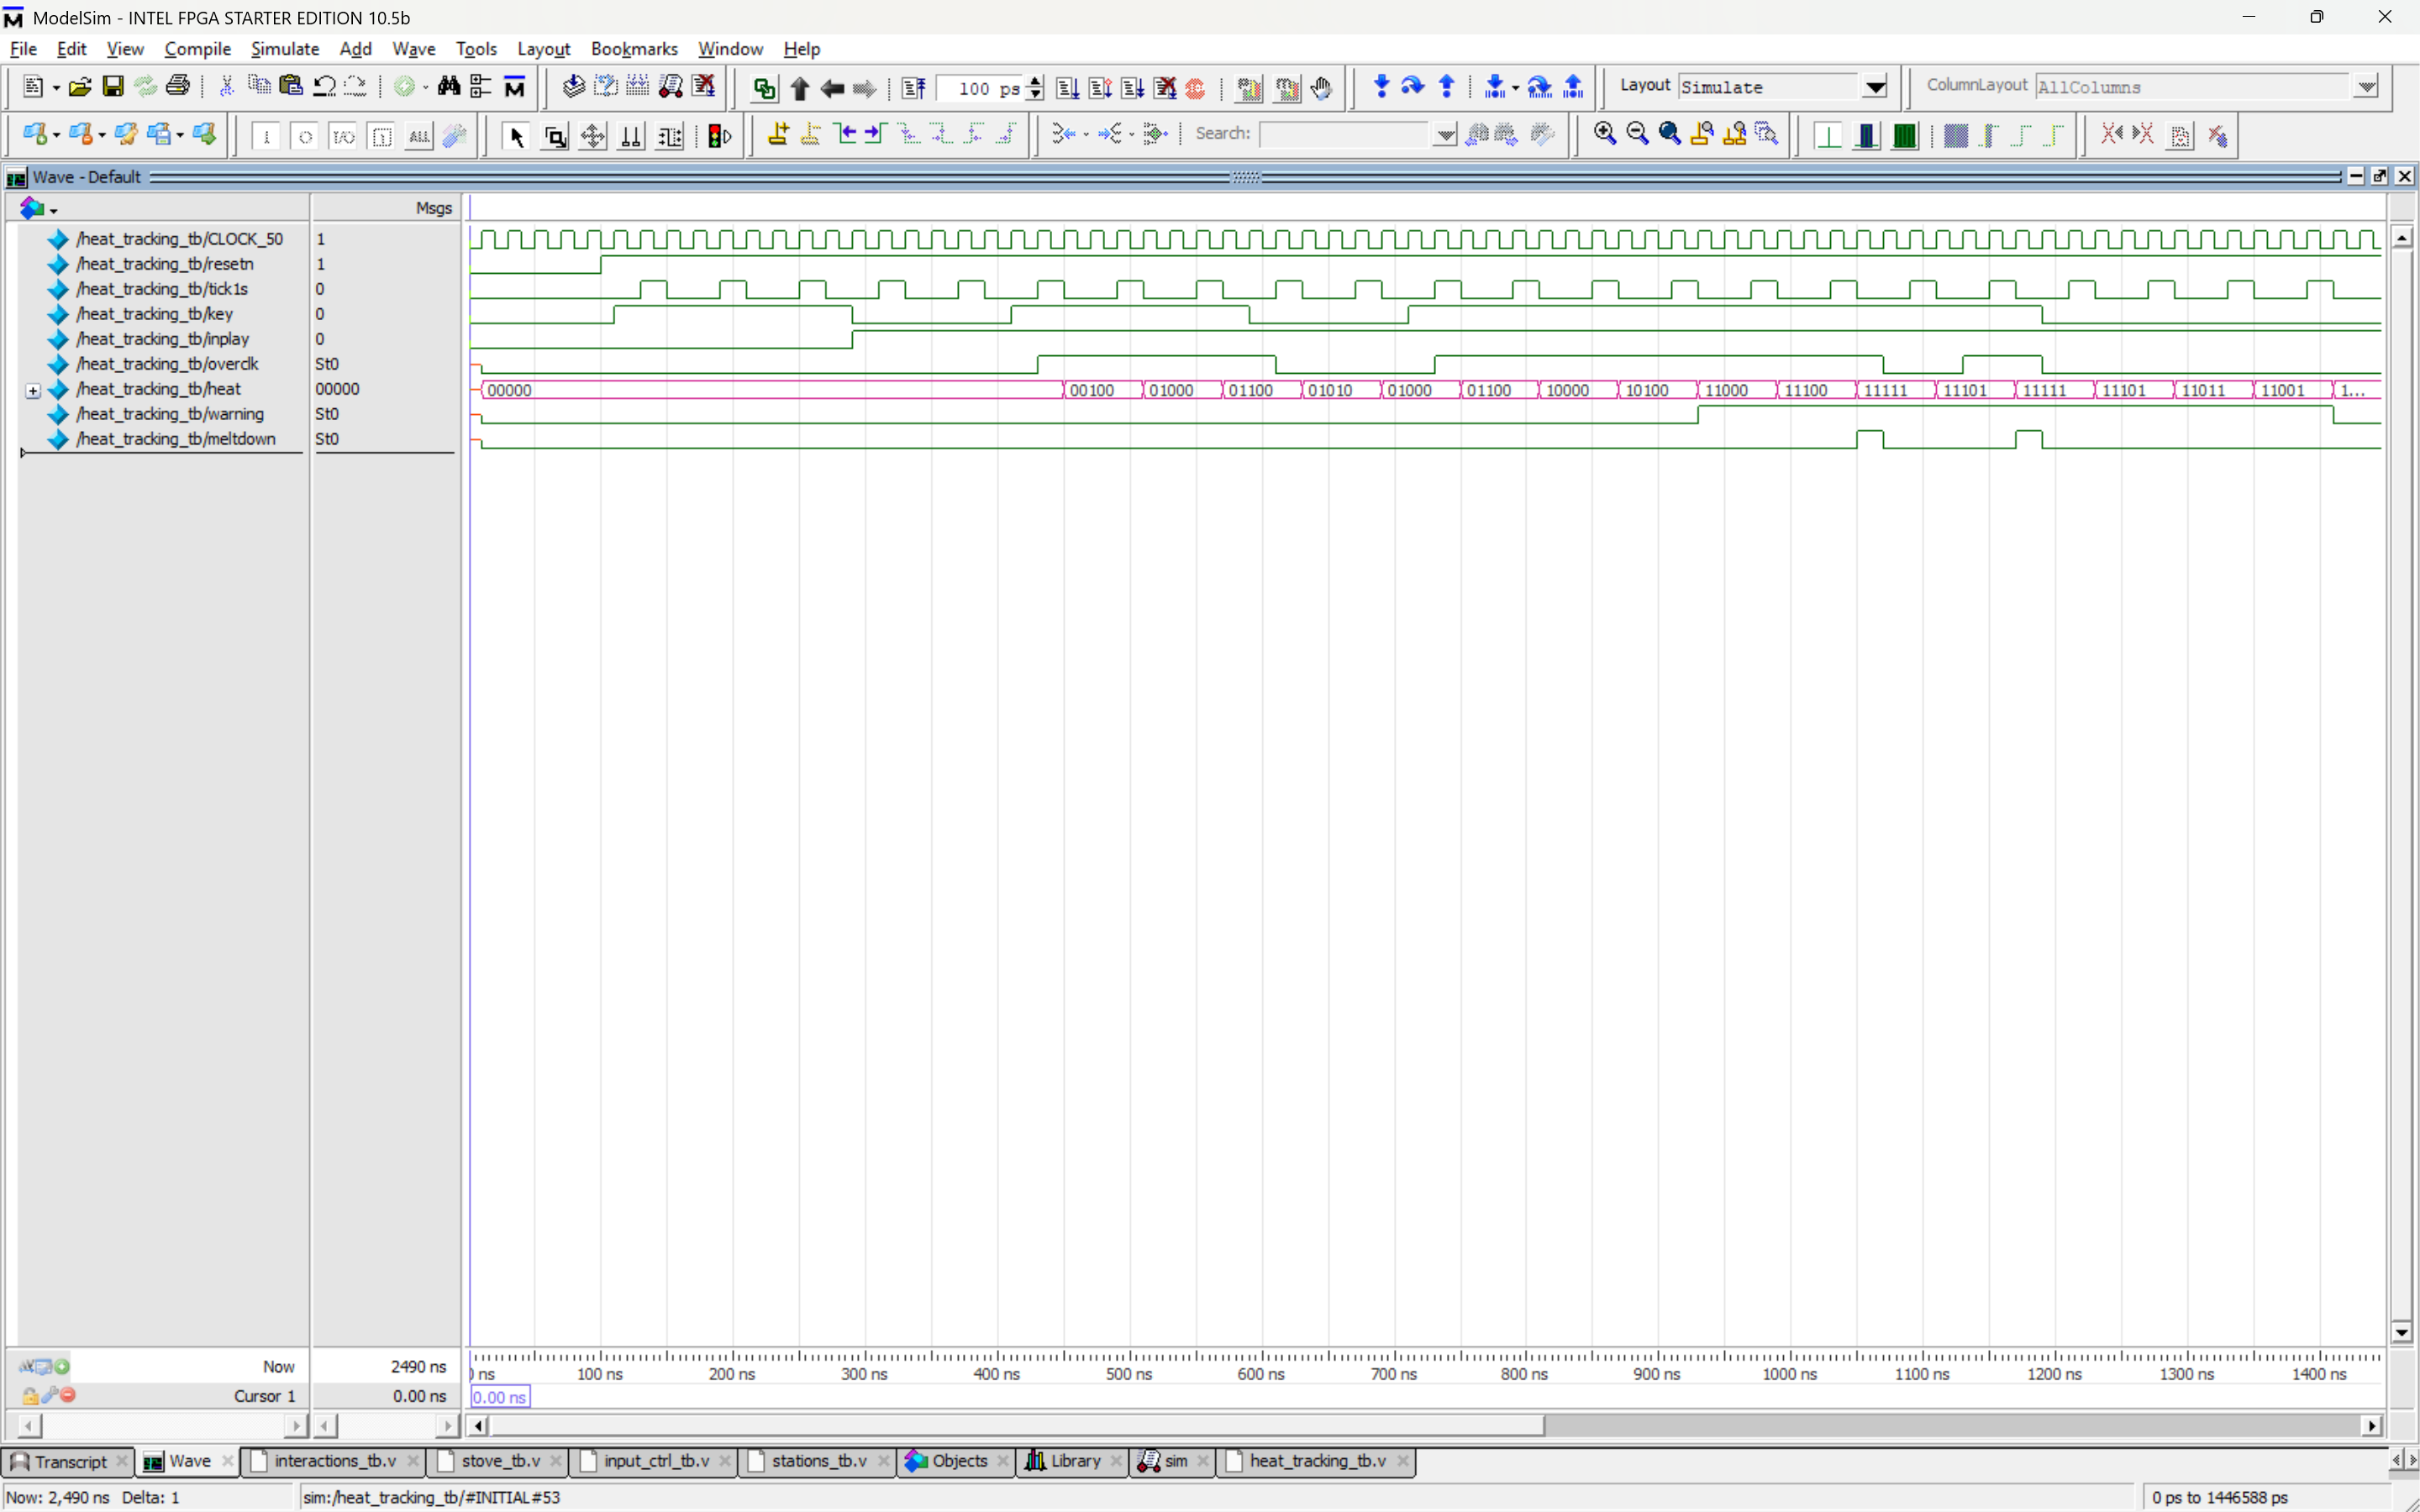 ModelSim - INTEL FPGA STARTER EDITION 10.5b
File Edit View Compile Simulate Add Wave Tools Layout Bookmarks Window Help
100 ps
Layout Simulate
ColumnLayout AllColumns
I/O ALL
Search:
Wave - Default
Msgs
/heat_tracking_tb/CLOCK_50 1
/heat_tracking_tb/resetn 1
/heat_tracking_tb/tick1s 0
/heat_tracking_tb/key 0
/heat_tracking_tb/inplay 0
/heat_tracking_tb/overclk St0
/heat_tracking_tb/heat 00000 00000 00100 01000 01100 01010 01000 01100 10000 10100 11000 11100 11111 11101 11111 11101 11011 11001 1...
/heat_tracking_tb/warning St0
/heat_tracking_tb/meltdown St0
Now 2490 ns
ns 100 ns 200 ns 300 ns 400 ns 500 ns 600 ns 700 ns 800 ns 900 ns 1000 ns 1100 ns 1200 ns 1300 ns 1400 ns
Cursor 1 0.00 ns 0.00 ns
Transcript Wave interactions_tb.v stove_tb.v input_ctrl_tb.v stations_tb.v Objects Library sim heat_tracking_tb.v
Now: 2,490 ns Delta: 1 sim:/heat_tracking_tb/#INITIAL#53 0 ps to 1446588 ps